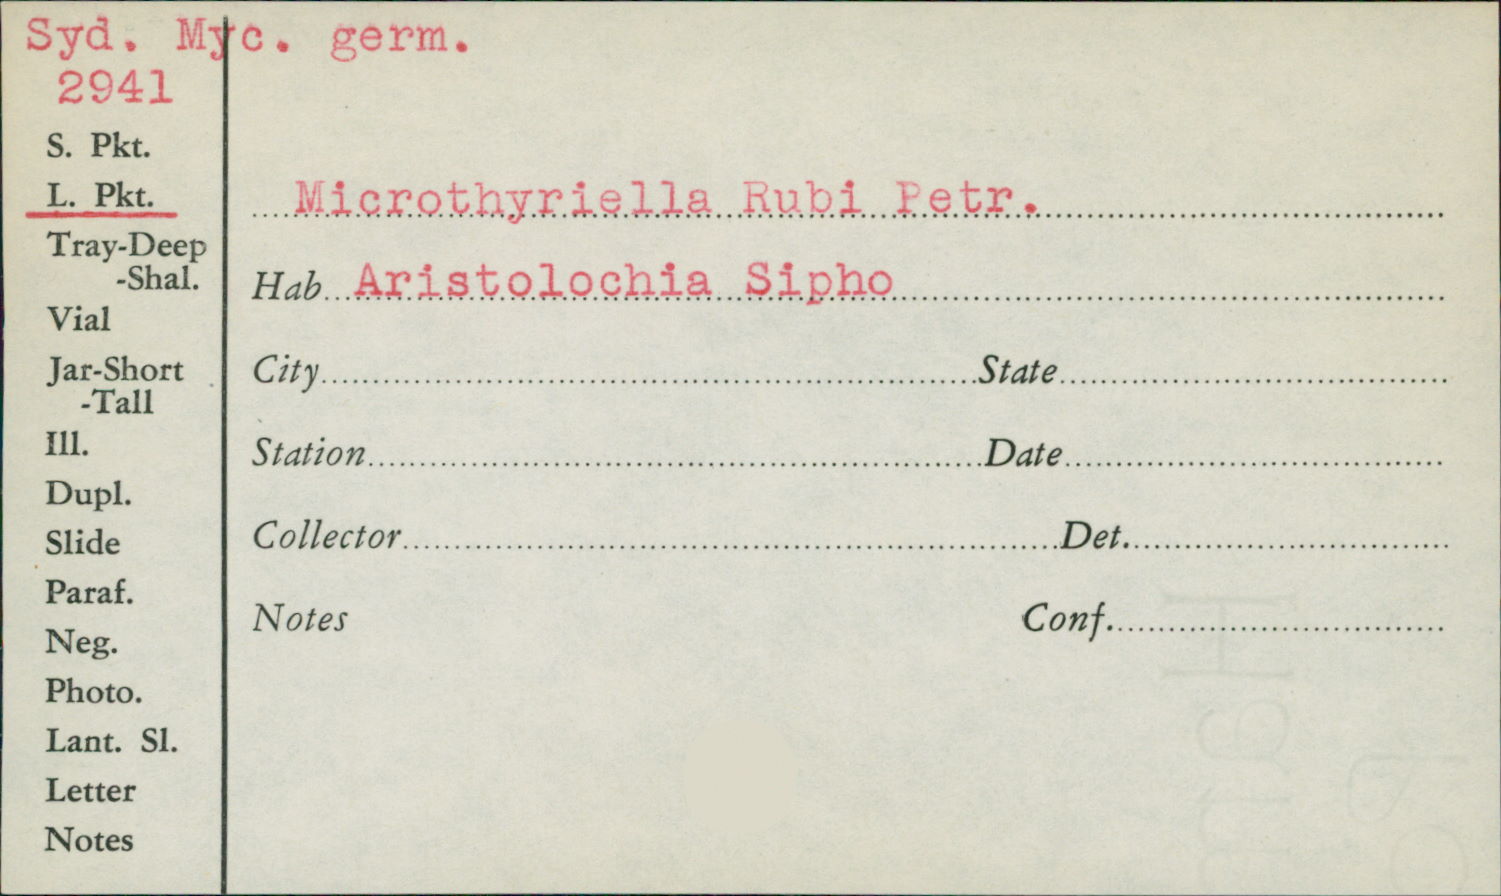 Syd. Myc. germ.
2941
S. Pkt.
L. Pkt.
Tray-Deep
-Shal.
Vial
Jar-Short
-Tall
Ill.
Dupl.
Slide
Paraf.
Neg.
Photo.
Lant. Sl.
Letter
Notes
Microthyriella Rubi Petr.
Hab Aristolochia Sipho
City State
Station Date
Collector Det.
Notes Conf.